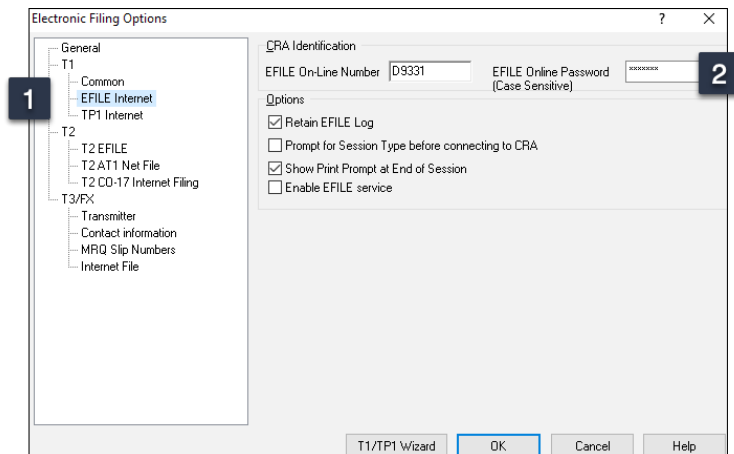 Electronic Filing Options ? ×
General
T1
Common
EFILE Internet
TP1 Internet
T2
T2 EFILE
T2 AT1 Net File
T2 CO-17 Internet Filing
T3/FX
Transmitter
Contact information
MRQ Slip Numbers
Internet File
1
CRA Identification
EFILE On-Line Number D9331 EFILE Online Password xxxxxxx
(Case Sensitive)
2
Options
Retain EFILE Log
Prompt for Session Type before connecting to CRA
Show Print Prompt at End of Session
Enable EFILE service
T1/TP1 Wizard OK Cancel Help